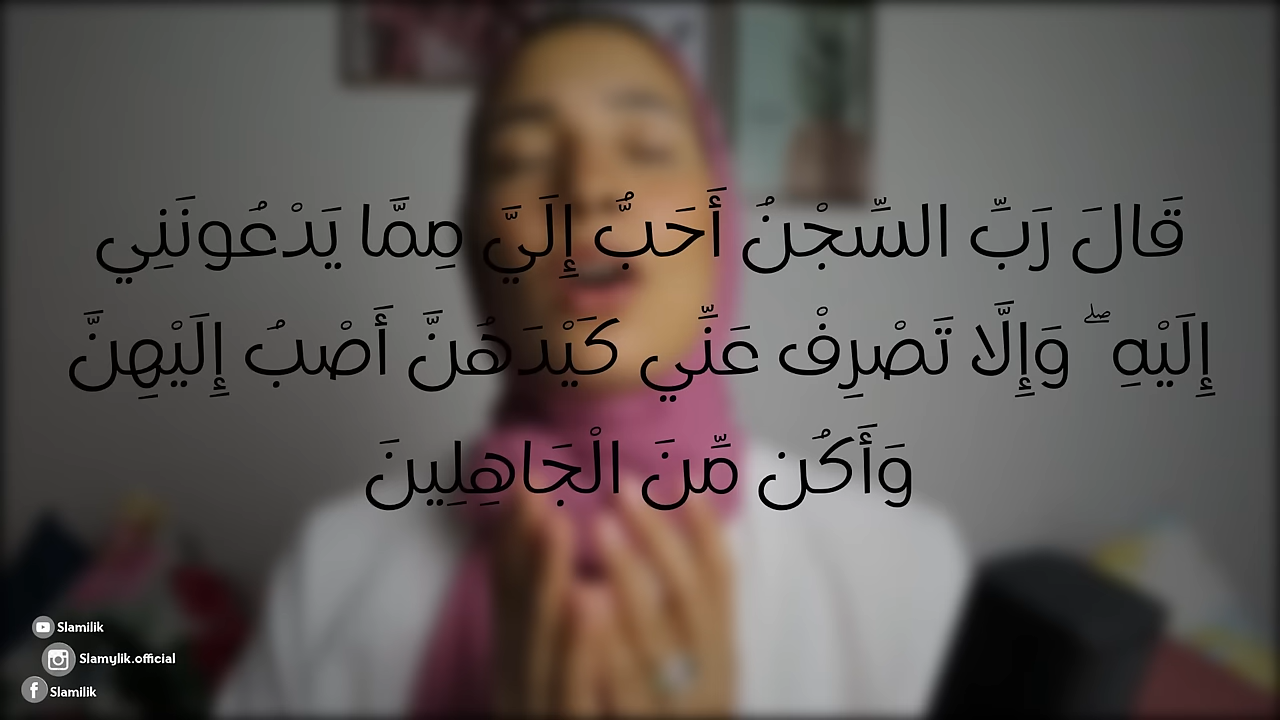 قَالَ رَبِّ السِّجْنُ أَحَبُّ إِلَيَّ مِمَّا يَدْعُونَنِي
إِلَيْهِ ۖ وَإِلَّا تَصْرِفْ عَنِّي كَيْدَهُنَّ أَصْبُ إِلَيْهِنَّ
وَأَكُن مِّنَ الْجَاهِلِينَ
Slamilik
Slamylik.official
Slamilik